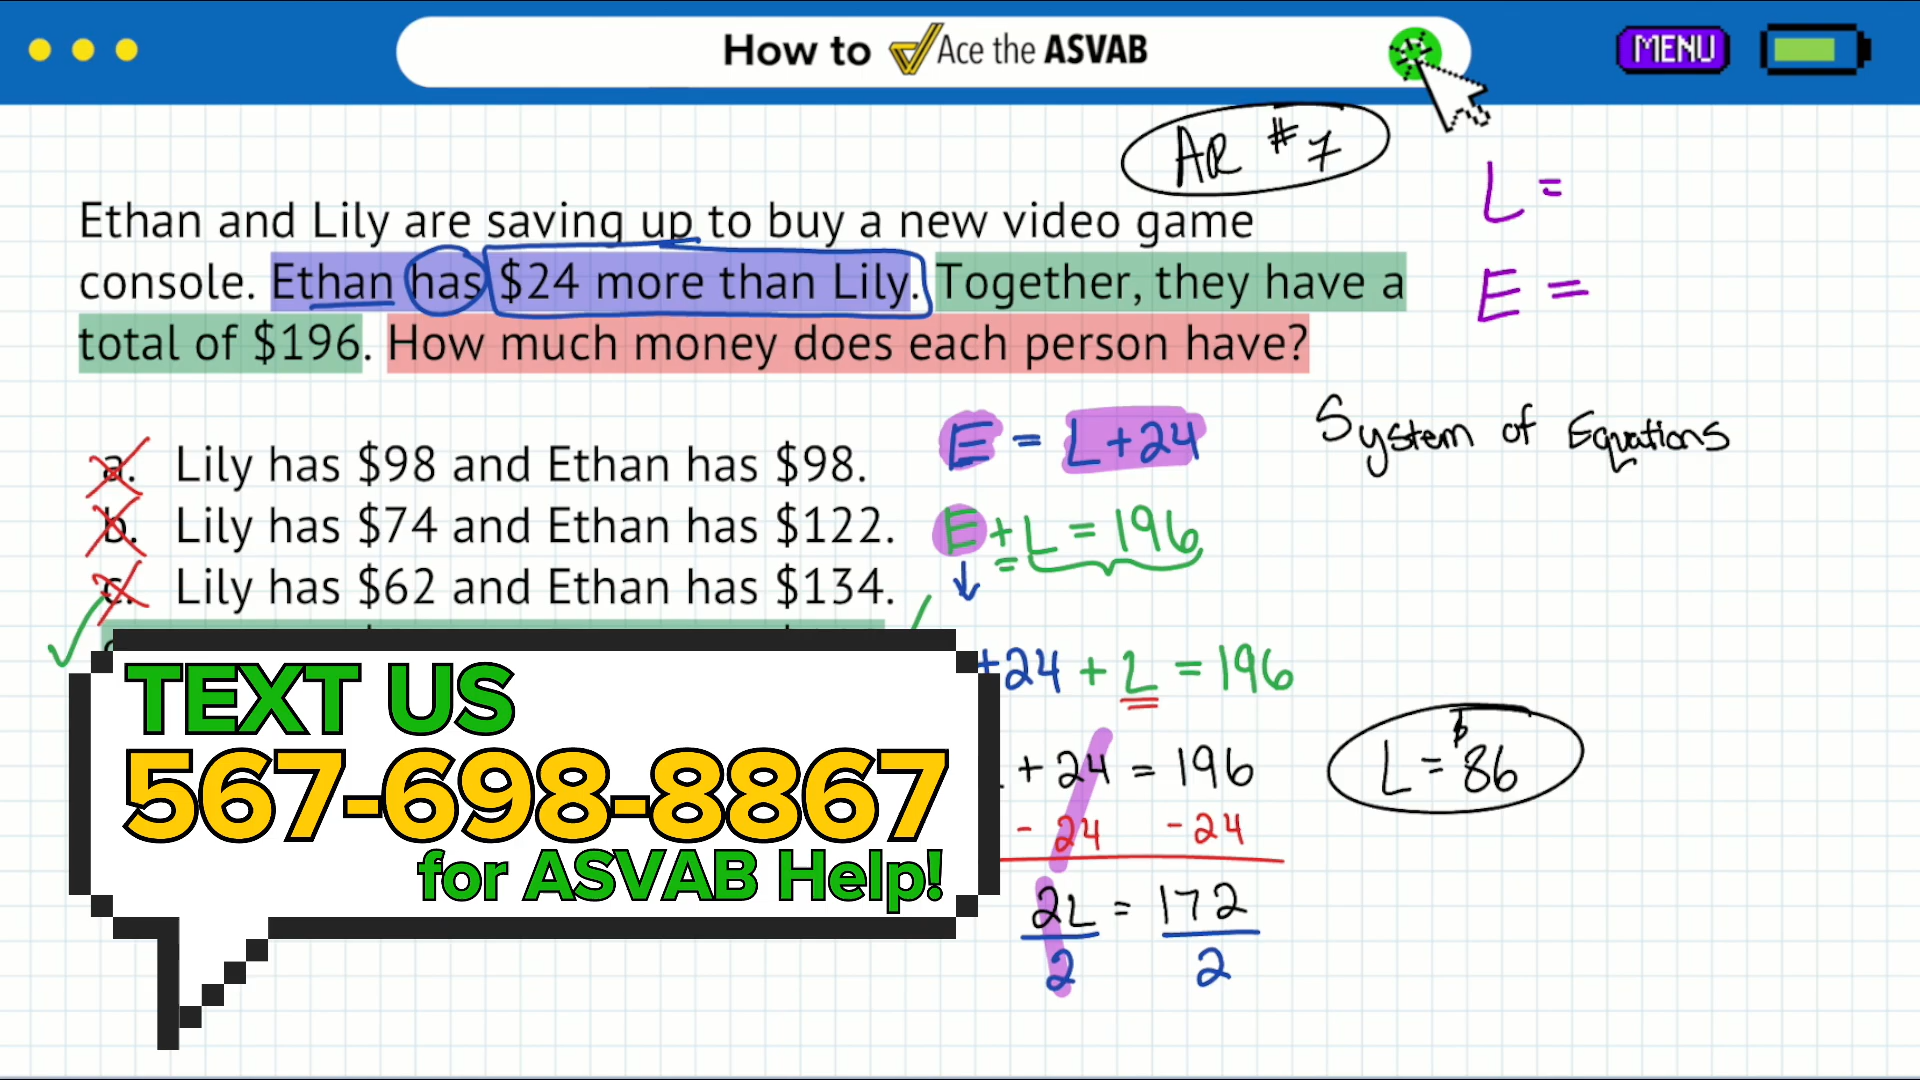 How to Ace the ASVAB
MENU
AR #7
L =
E =
Ethan and Lily are saving up to buy a new video game
console. Ethan has $24 more than Lily. Together, they have a
total of $196. How much money does each person have?
System of Equations
a. Lily has $98 and Ethan has $98.
b. Lily has $74 and Ethan has $122.
c. Lily has $62 and Ethan has $134.
E = L+24
E+L = 196
+24 + L = 196
+ 24 = 196
- 24 -24
2L = 172
2 2
L = $86
TEXT US
567-698-8867
for ASVAB Help!